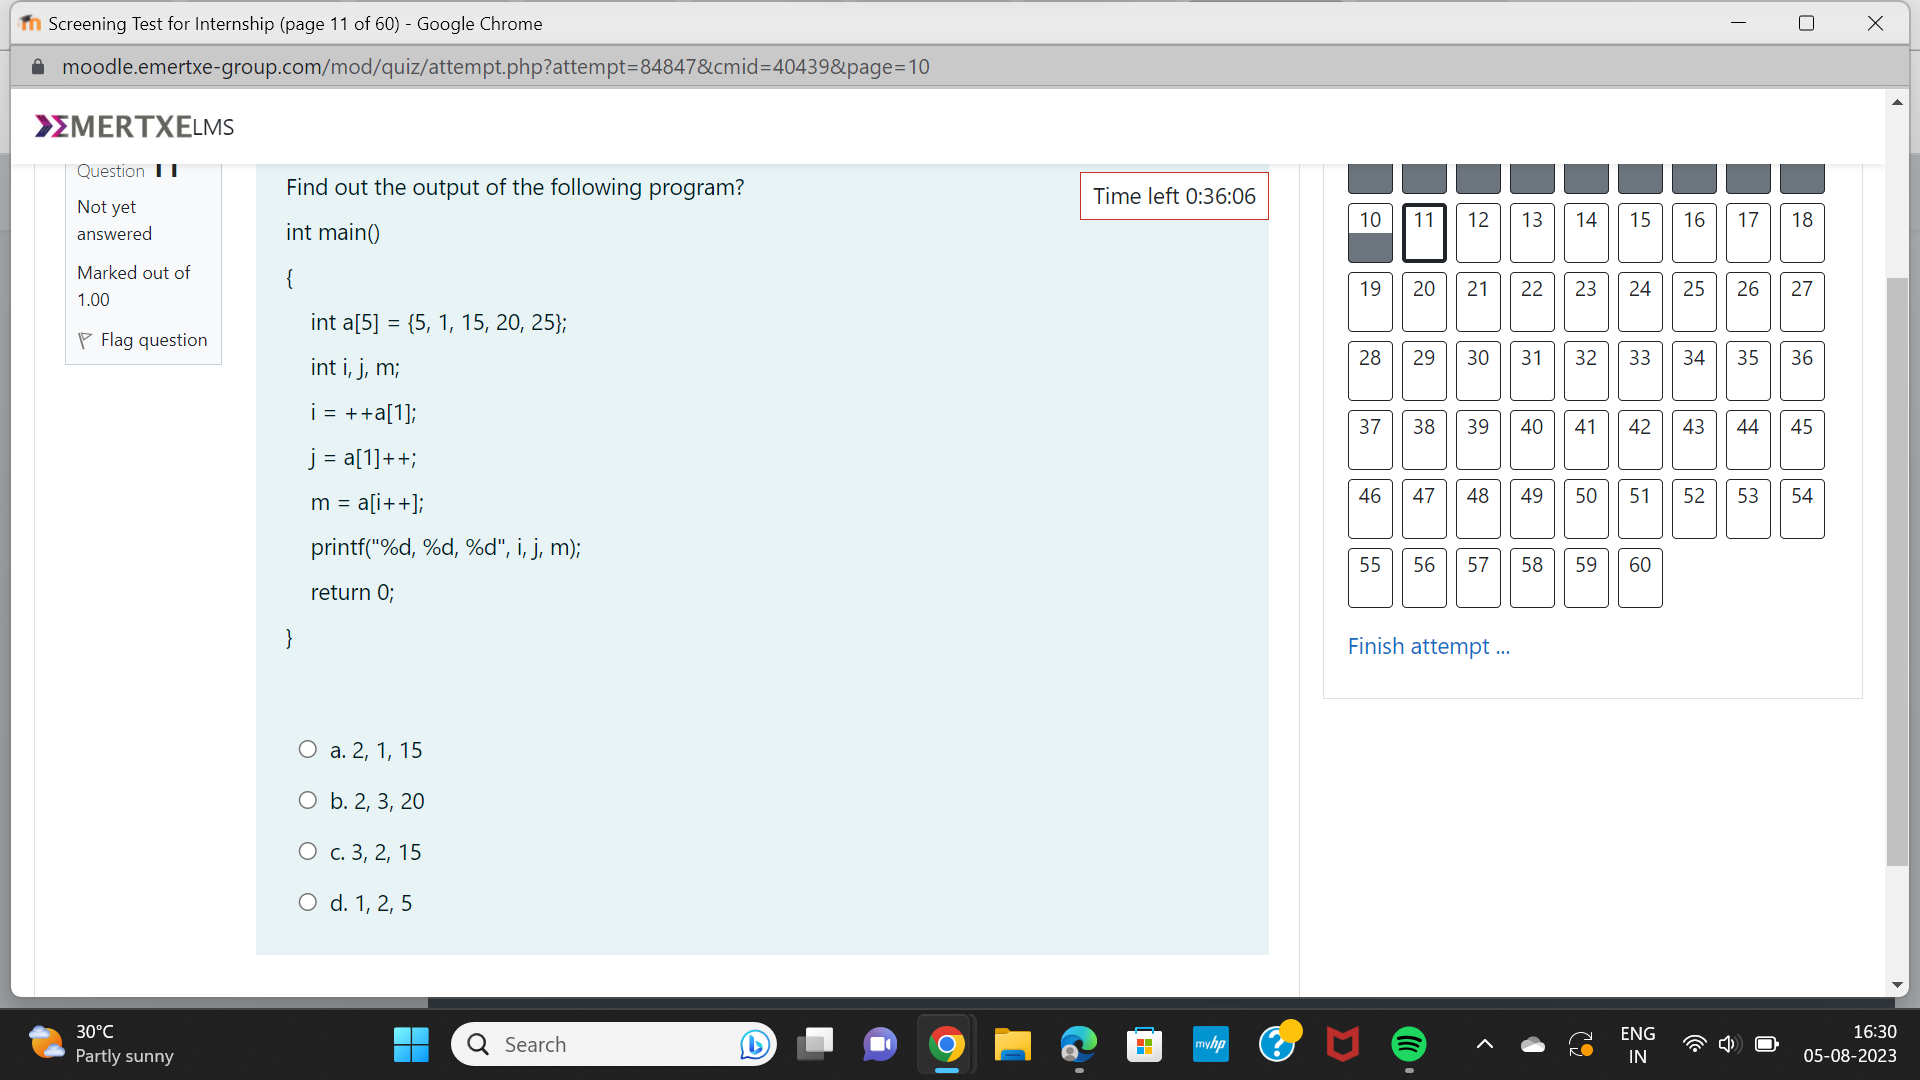 Screening Test for Internship (page 11 of 60) - Google Chrome
moodle.emertxe-group.com/mod/quiz/attempt.php?attempt=84847&cmid=40439&page=10
EMERTXE LMS
Question 11
Not yet
answered
Marked out of
1.00
Flag question
Find out the output of the following program?
int main()
{
int a[5] = {5, 1, 15, 20, 25};
int i, j, m;
i = ++a[1];
j = a[1]++;
m = a[i++];
printf("%d, %d, %d", i, j, m);
return 0;
}
a. 2, 1, 15
b. 2, 3, 20
c. 3, 2, 15
d. 1, 2, 5
Time left 0:36:06
10 11 12 13 14 15 16 17 18
19 20 21 22 23 24 25 26 27
28 29 30 31 32 33 34 35 36
37 38 39 40 41 42 43 44 45
46 47 48 49 50 51 52 53 54
55 56 57 58 59 60
Finish attempt ...
30°C
Partly sunny
Search
myhp
ENG
IN
16:30
05-08-2023